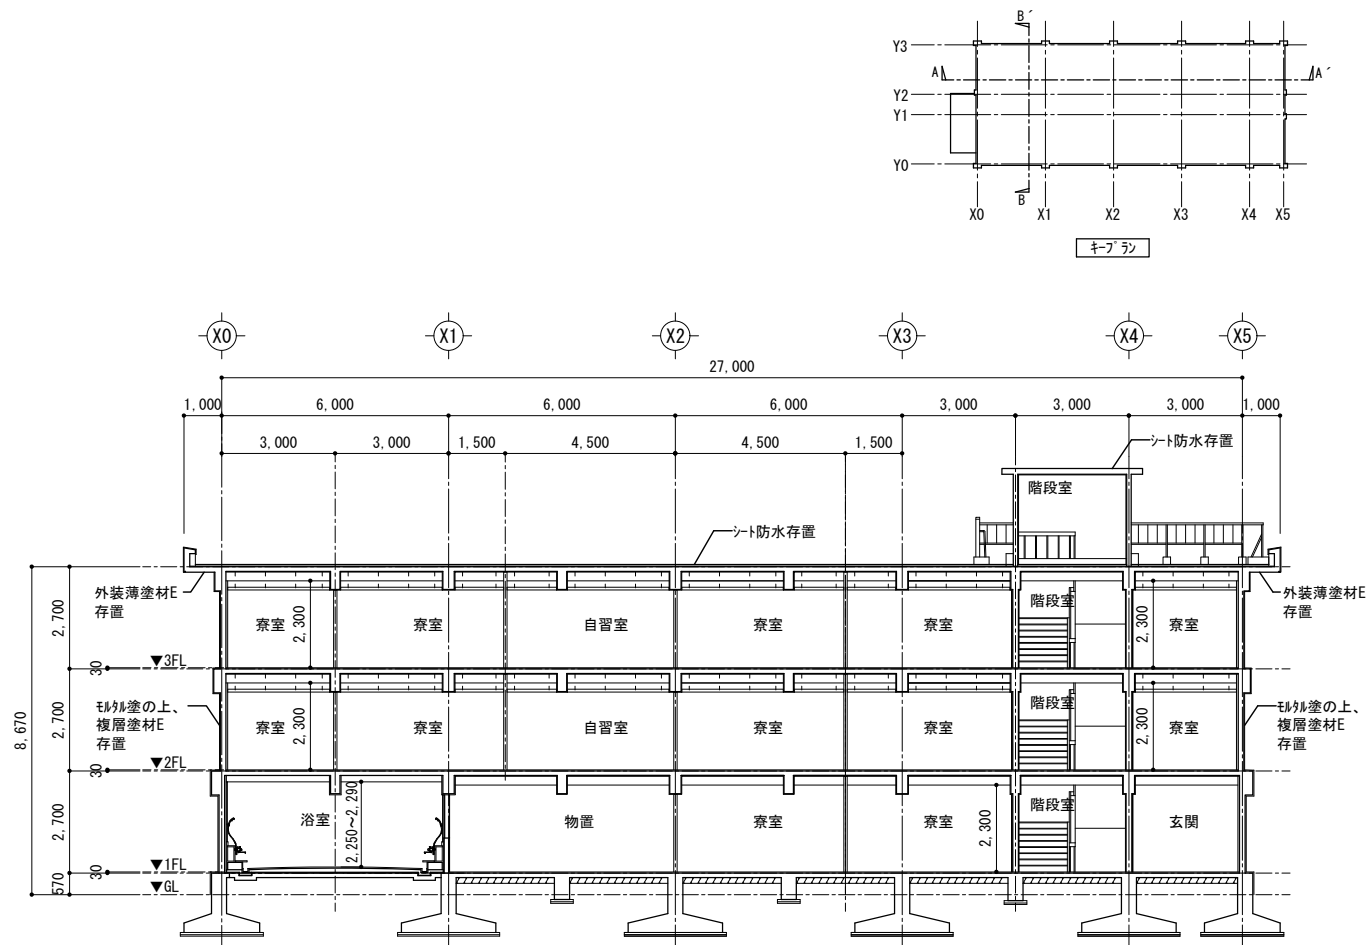 B´
Y3
A
A´
Y2
Y1
Y0
B
X0 X1 X2 X3 X4 X5
キープラン
X0 X1 X2 X3 X4 X5
27,000
1,000 6,000 6,000 6,000 3,000 3,000 3,000 1,000
3,000 3,000 1,500 4,500 4,500 1,500
シート防水存置
階段室
シート防水存置
外装薄塗材E
存置
外装薄塗材E
存置
2,700
寮室
2,300
寮室
自習室
寮室
寮室
階段室
2,300
寮室
30
▼3FL
モルタル塗の上、
複層塗材E
存置
モルタル塗の上、
複層塗材E
存置
8,670
2,700
寮室
2,300
寮室
自習室
寮室
寮室
階段室
2,300
寮室
30
▼2FL
2,700
浴室
2,250~2,290
物置
寮室
寮室
2,300
階段室
玄関
30
▼1FL
570
▼GL